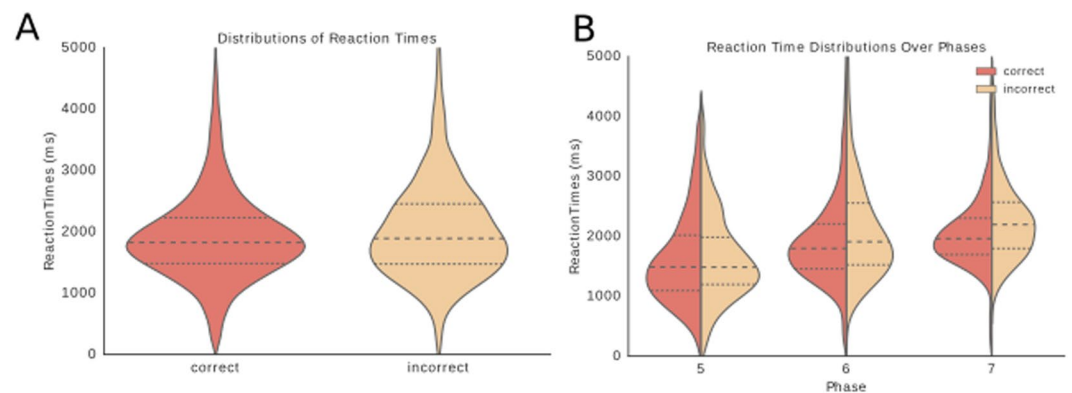 A
Distributions of Reaction Times
5000
4000
3000
2000
1000
0
ReactionTimes (ms)
correct
incorrect
B
Reaction Time Distributions Over Phases
5000
4000
3000
2000
1000
0
ReactionTimes (ms)
correct
incorrect
5
6
7
Phase